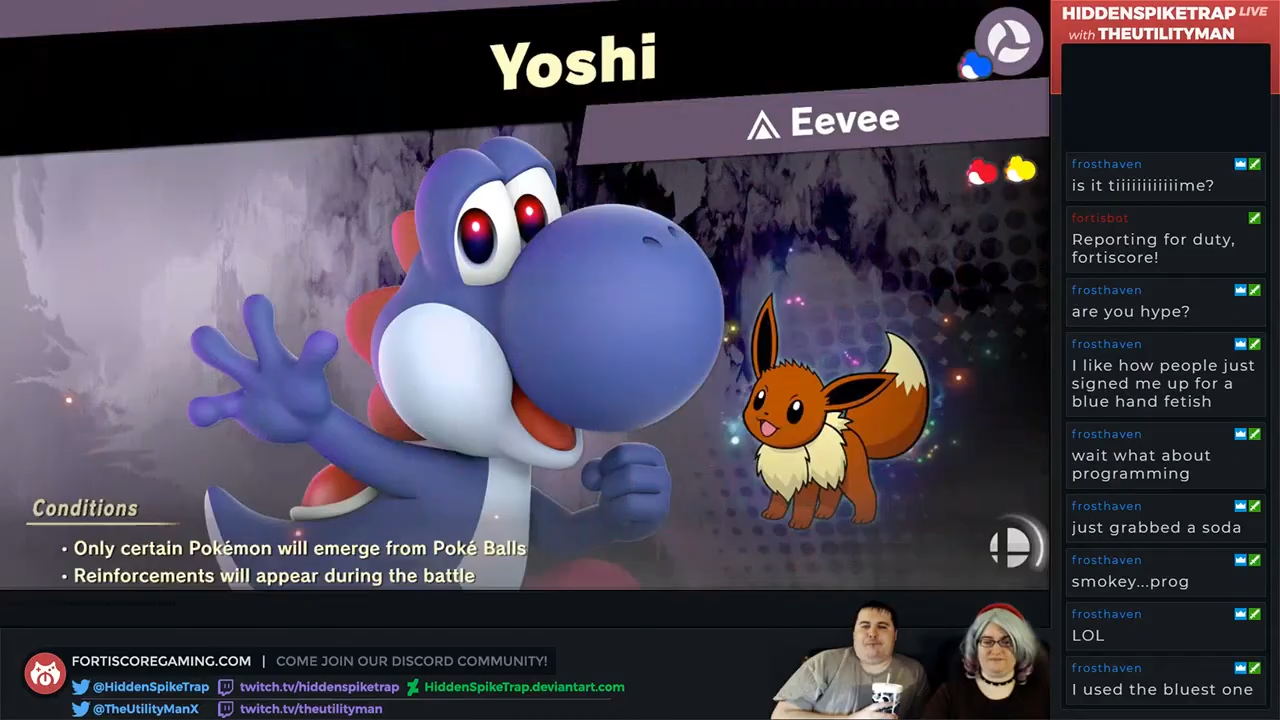 Yoshi
Eevee
Conditions
• Only certain Pokémon will emerge from Poké Balls
• Reinforcements will appear during the battle
HIDDENSPIKETRAP LIVE
with THEUTILITYMAN
frosthaven
is it tiiiiiiiiiiiime?
fortisbot
Reporting for duty,
fortiscore!
frosthaven
are you hype?
frosthaven
I like how people just
signed me up for a
blue hand fetish
frosthaven
wait what about
programming
frosthaven
just grabbed a soda
frosthaven
smokey...prog
frosthaven
LOL
frosthaven
I used the bluest one
FORTISCOREGAMING.COM | COME JOIN OUR DISCORD COMMUNITY!
@HiddenSpikeTrap twitch.tv/hiddenspiketrap HiddenSpikeTrap.deviantart.com
@TheUtilityManX twitch.tv/theutilityman